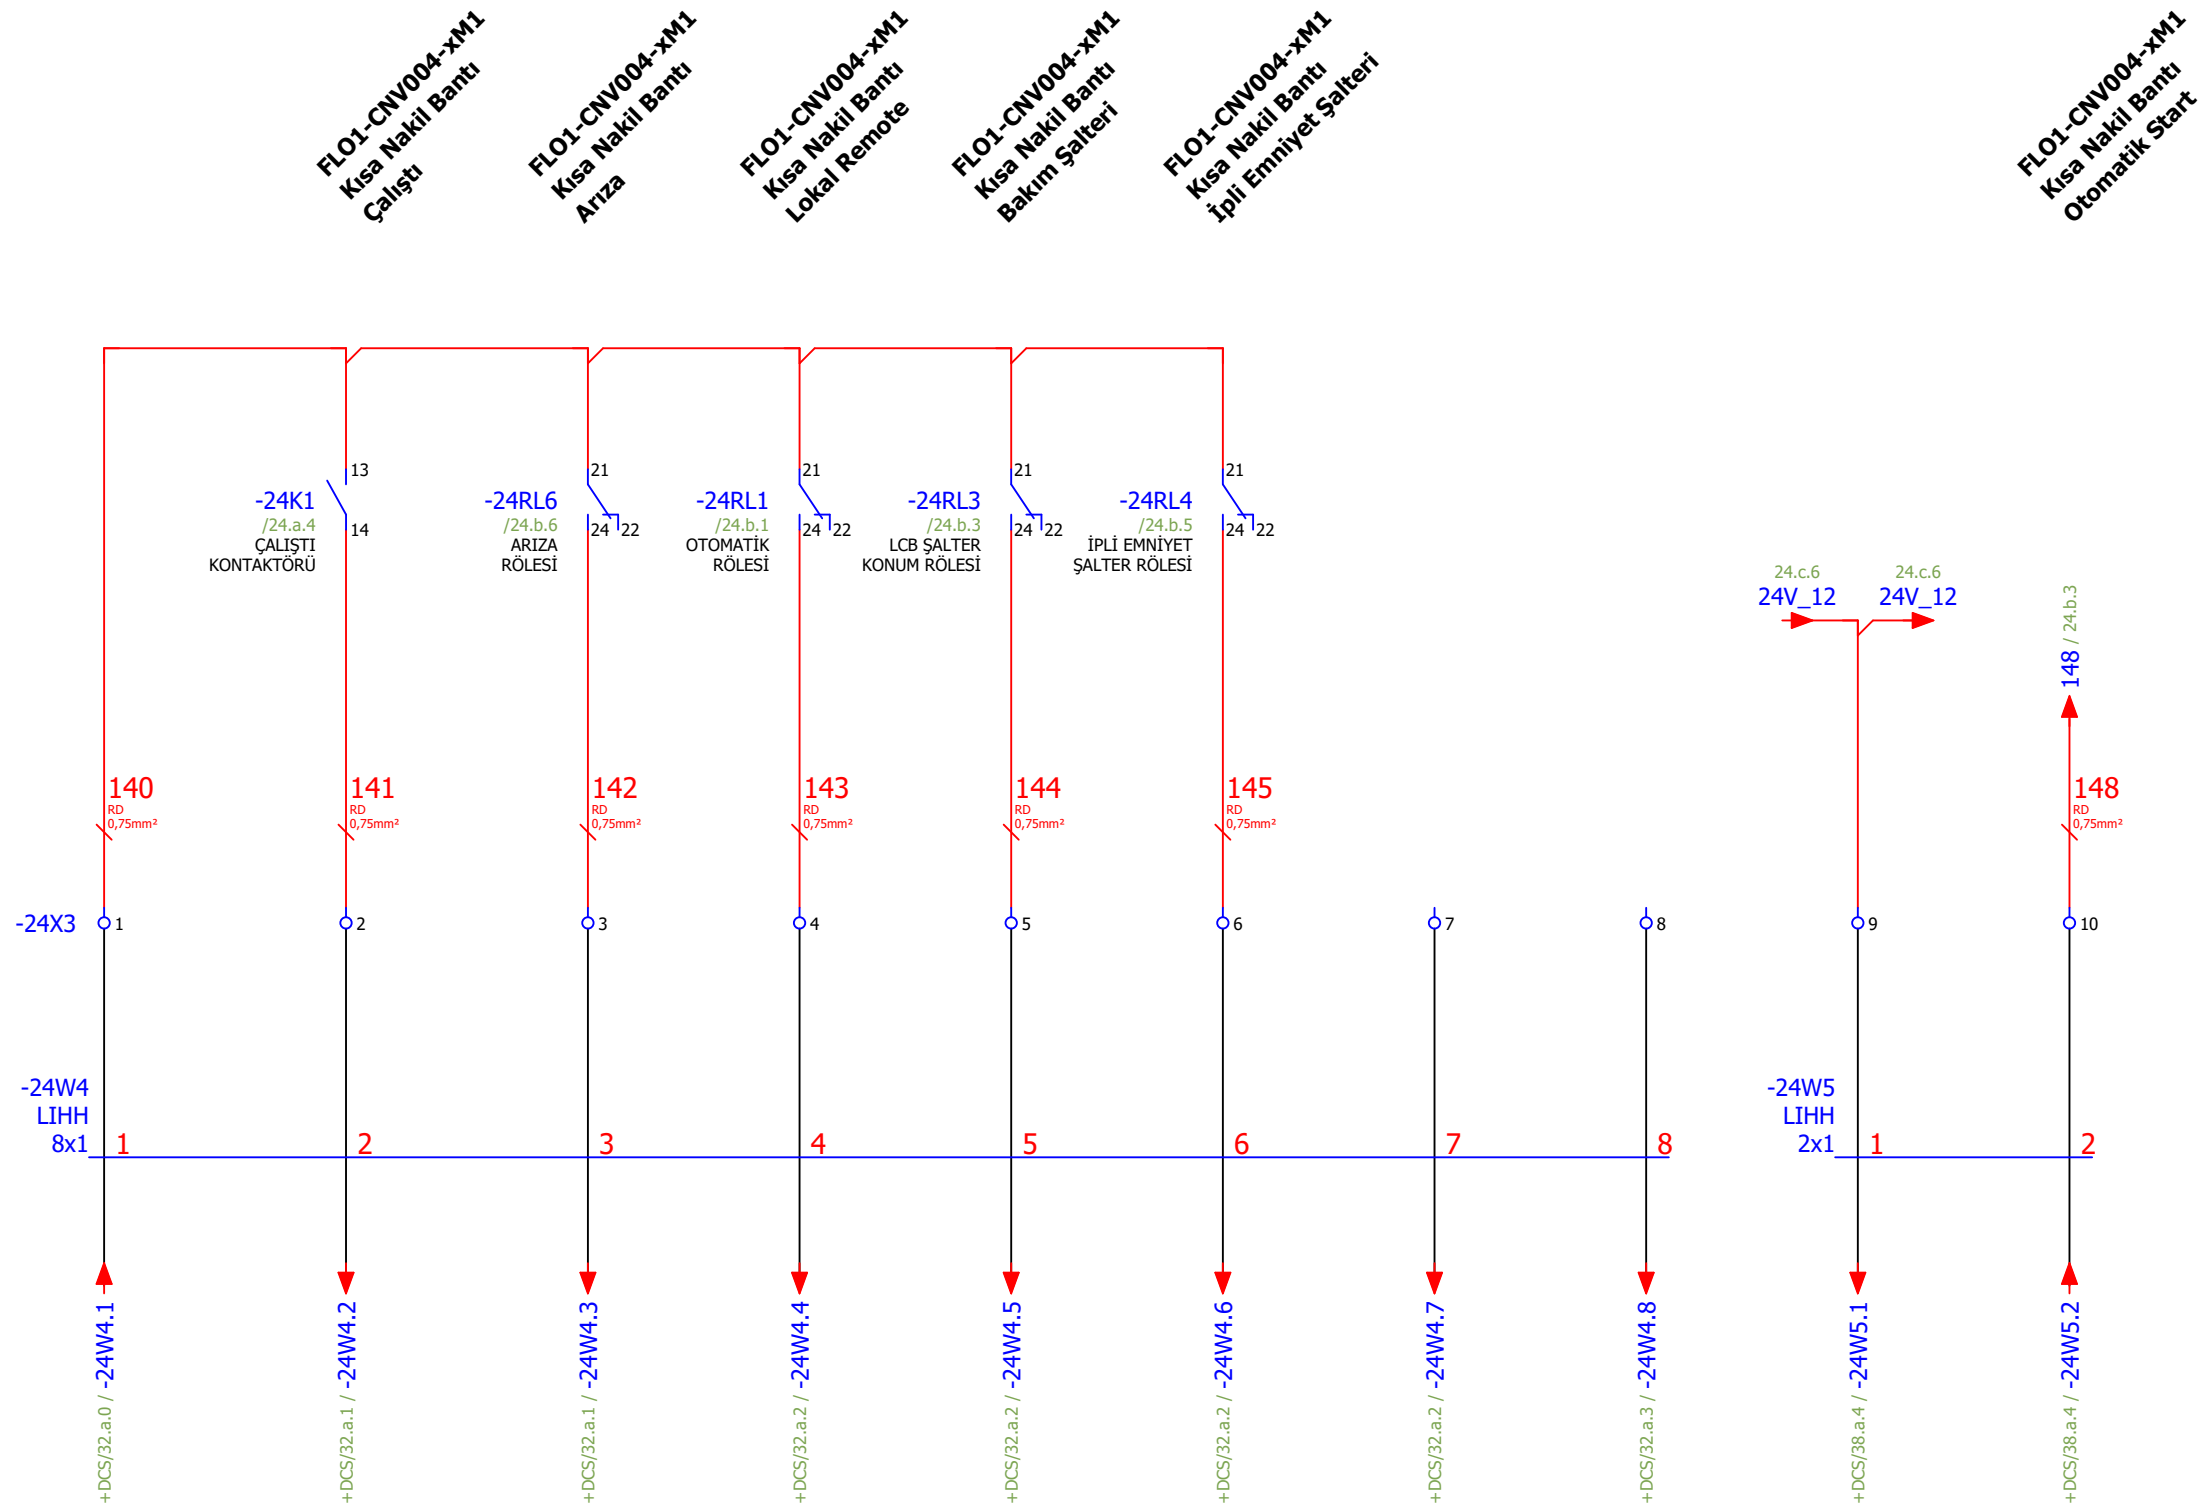 FLO1-CNV004-xM1
Kısa Nakil Bantı
Çalıştı
FLO1-CNV004-xM1
Kısa Nakil Bantı
Arıza
FLO1-CNV004-xM1
Kısa Nakil Bantı
Lokal Remote
FLO1-CNV004-xM1
Kısa Nakil Bantı
Bakım Şalteri
FLO1-CNV004-xM1
Kısa Nakil Bantı
İpli Emniyet Şalteri
FLO1-CNV004-xM1
Kısa Nakil Bantı
Otomatik Start
13
-24K1
/24.a.4
14
ÇALIŞTI
KONTAKTÖRÜ
21
-24RL6
/24.b.6
24 22
ARIZA
RÖLESİ
21
-24RL1
/24.b.1
24 22
OTOMATİK
RÖLESİ
21
-24RL3
/24.b.3
24 22
LCB ŞALTER
KONUM RÖLESİ
21
-24RL4
/24.b.5
24 22
İPLİ EMNİYET
ŞALTER RÖLESİ
24.c.6
24V_12
24.c.6
24V_12
148 / 24.b.3
140
RD
0,75mm²
141
RD
0,75mm²
142
RD
0,75mm²
143
RD
0,75mm²
144
RD
0,75mm²
145
RD
0,75mm²
148
RD
0,75mm²
-24X3 1 2 3 4 5 6 7 8 9 10
-24W4
LIHH
8x1 1 2 3 4 5 6 7 8
-24W5
LIHH
2x1 1 2
+DCS/32.a.0 / -24W4.1
+DCS/32.a.1 / -24W4.2
+DCS/32.a.1 / -24W4.3
+DCS/32.a.2 / -24W4.4
+DCS/32.a.2 / -24W4.5
+DCS/32.a.2 / -24W4.6
+DCS/32.a.2 / -24W4.7
+DCS/32.a.3 / -24W4.8
+DCS/38.a.4 / -24W5.1
+DCS/38.a.4 / -24W5.2